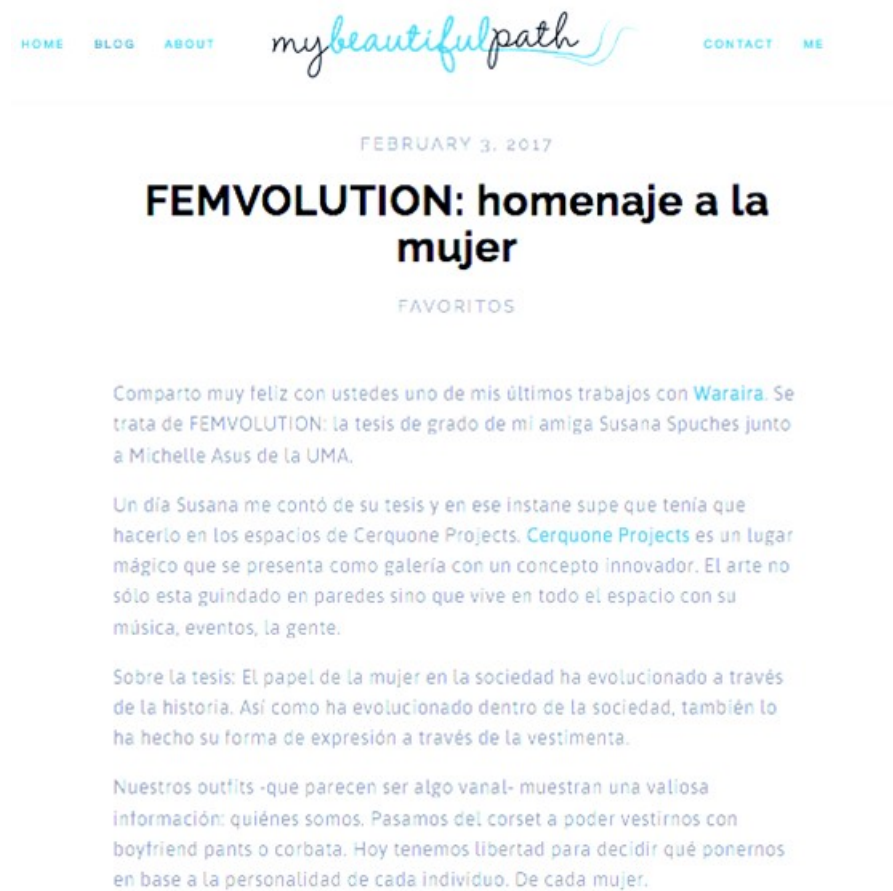 HOME BLOG ABOUT mybeautifulpath CONTACT ME
FEBRUARY 3, 2017
FEMVOLUTION: homenaje a la
mujer
FAVORITOS
Comparto muy feliz con ustedes uno de mis últimos trabajos con Waraira. Se
trata de FEMVOLUTION: la tesis de grado de mi amiga Susana Spuches junto
a Michelle Asus de la UMA.
Un día Susana me contó de su tesis y en ese instane supe que tenía que
hacerlo en los espacios de Cerquone Projects. Cerquone Projects es un lugar
mágico que se presenta como galería con un concepto innovador. El arte no
sólo esta guindado en paredes sino que vive en todo el espacio con su
música, eventos, la gente.
Sobre la tesis: El papel de la mujer en la sociedad ha evolucionado a través
de la historia. Así como ha evolucionado dentro de la sociedad, también lo
ha hecho su forma de expresión a través de la vestimenta.
Nuestros outfits -que parecen ser algo vanal- muestran una valiosa
información: quiénes somos. Pasamos del corset a poder vestirnos con
boyfriend pants o corbata. Hoy tenemos libertad para decidir qué ponernos
en base a la personalidad de cada individuo. De cada mujer.